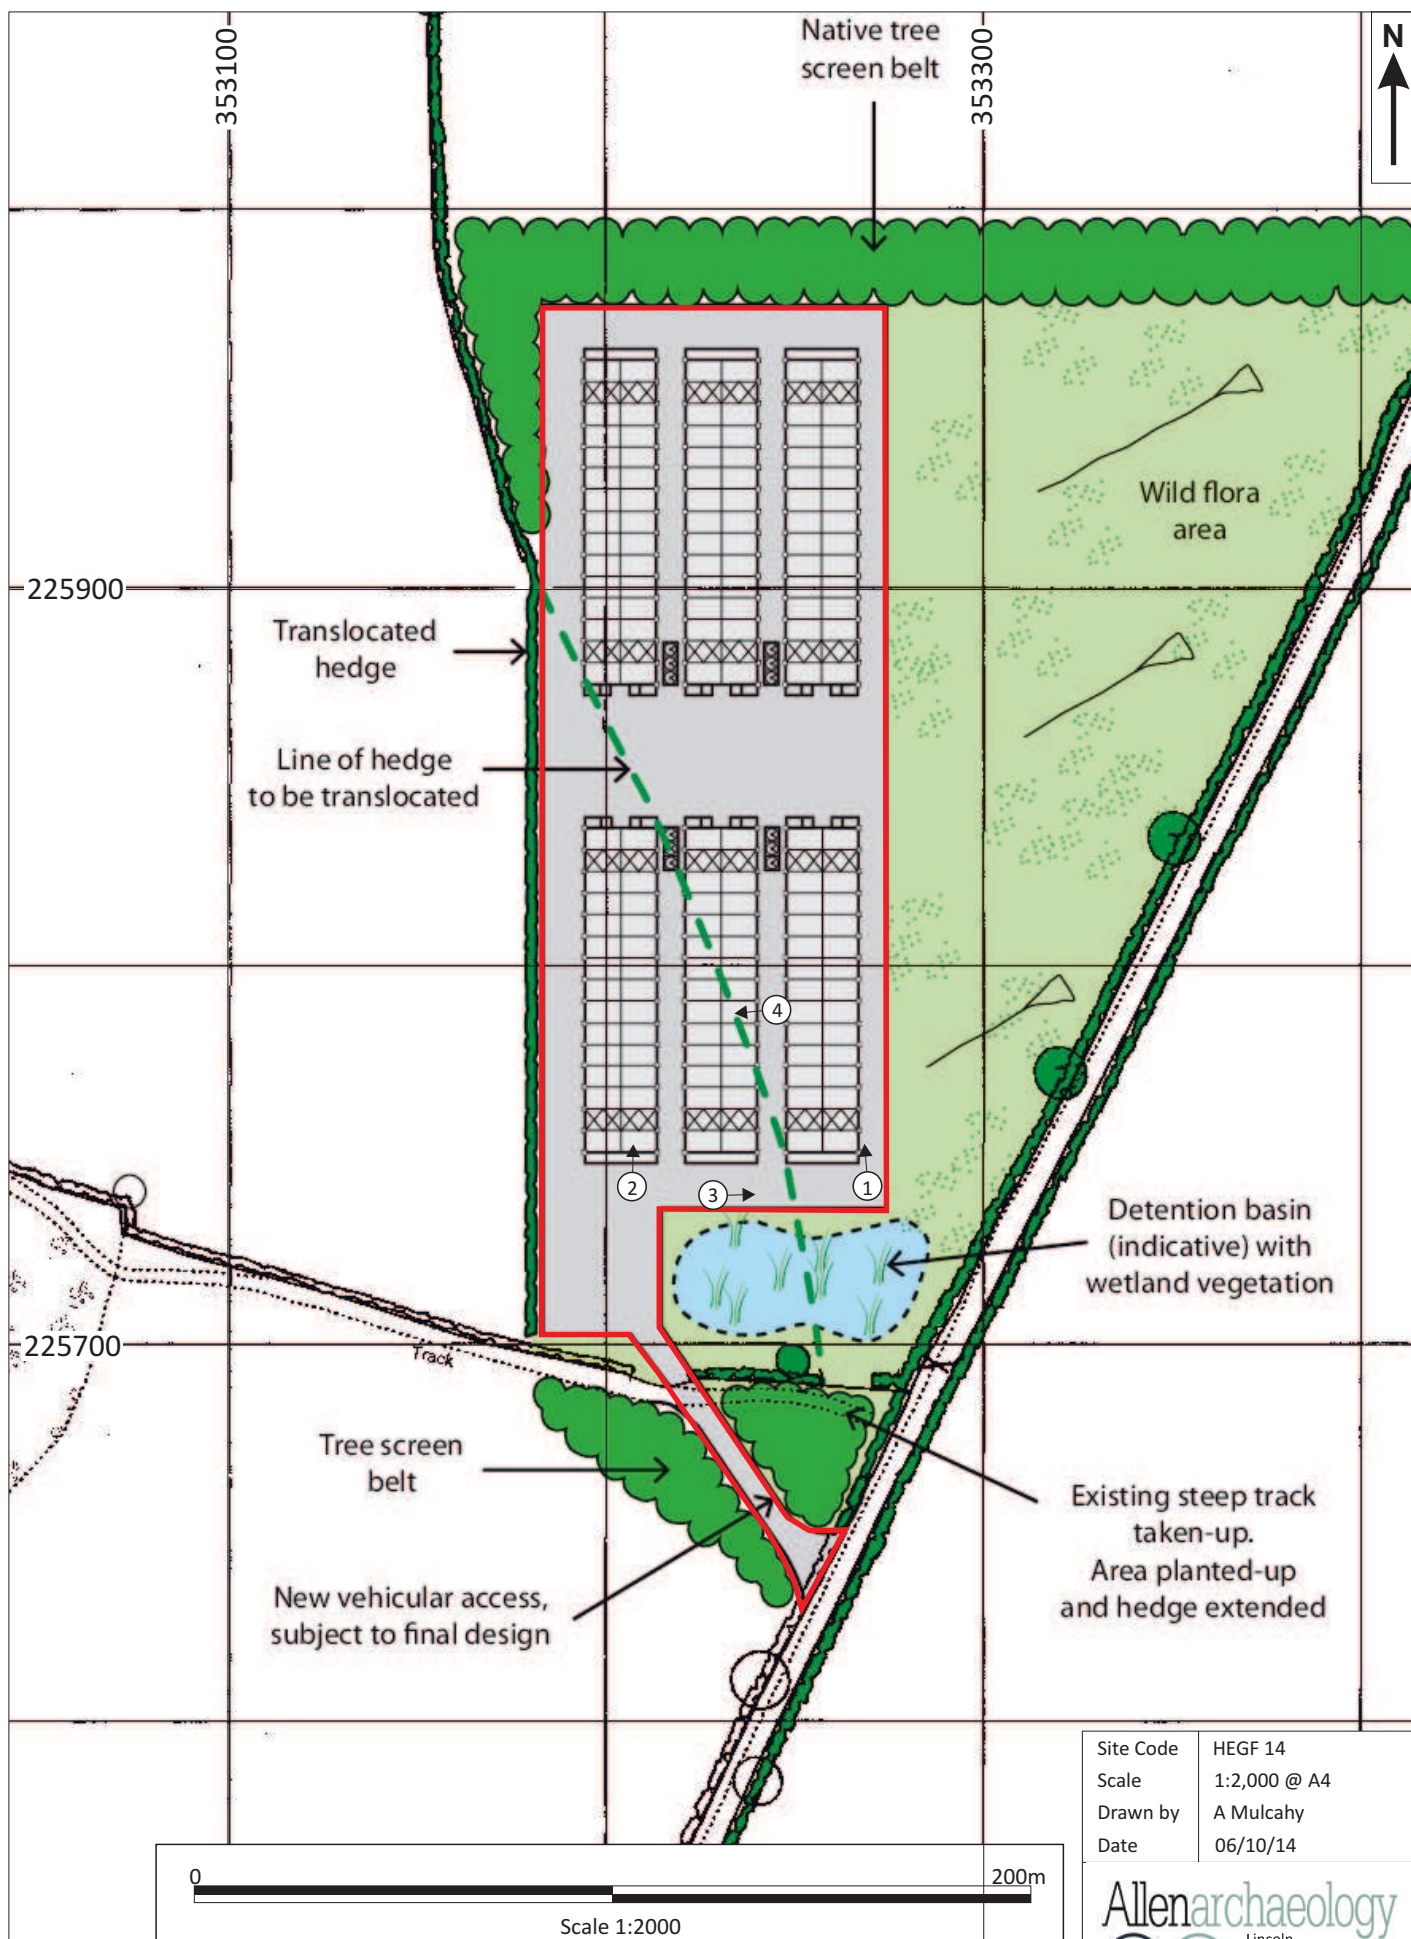 Native tree
screen belt
353100
353300
N
225900
Wild flora
area
Translocated
hedge
Line of hedge
to be translocated
4
2
3
1
Detention basin
(indicative) with
wetland vegetation
225700
Track
Tree screen
belt
Existing steep track
taken-up.
Area planted-up
and hedge extended
New vehicular access,
subject to final design
Site Code HEGF 14
Scale 1:2,000 @ A4
Drawn by A Mulcahy
Date 06/10/14
0 200m
Scale 1:2000
Allenarchaeology
Lincoln